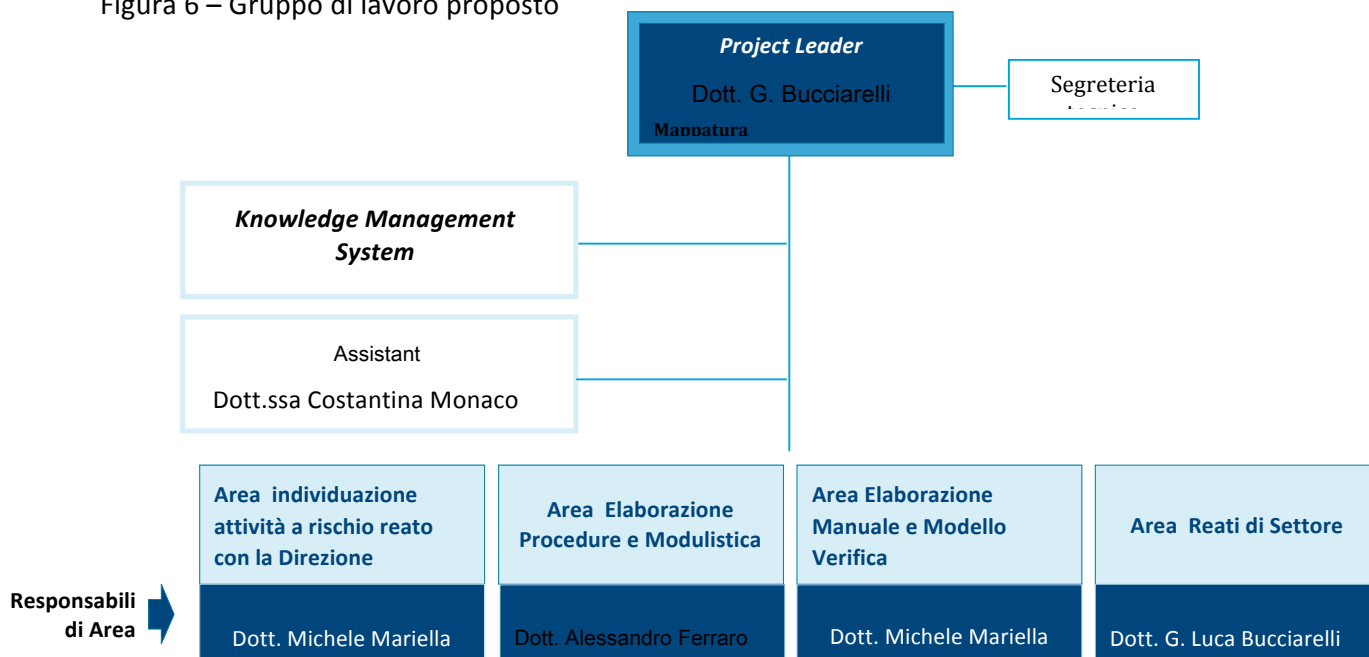 Figura 6 – Gruppo di lavoro proposto
Project Leader
Dott. G. Bucciarelli
Mappatura
Segreteria
Knowledge Management
System
Assistant
Dott.ssa Costantina Monaco
Area individuazione
attività a rischio reato
con la Direzione
Area Elaborazione
Procedure e Modulistica
Area Elaborazione
Manuale e Modello
Verifica
Area Reati di Settore
Responsabili
di Area
Dott. Michele Mariella
Dott. Alessandro Ferraro
Dott. Michele Mariella
Dott. G. Luca Bucciarelli